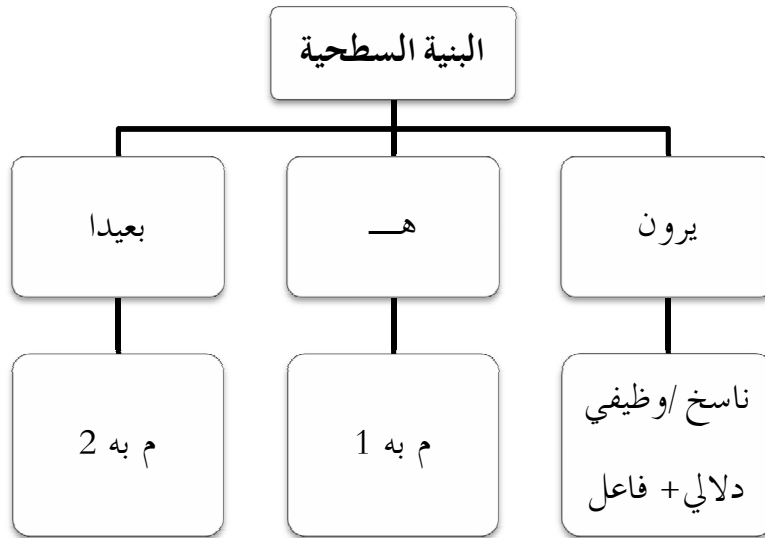 البنية السطحية
يرون
هـــ
بعيدا
ناسخ /وظيفي
دلالي+ فاعل
م به 1
م به 2